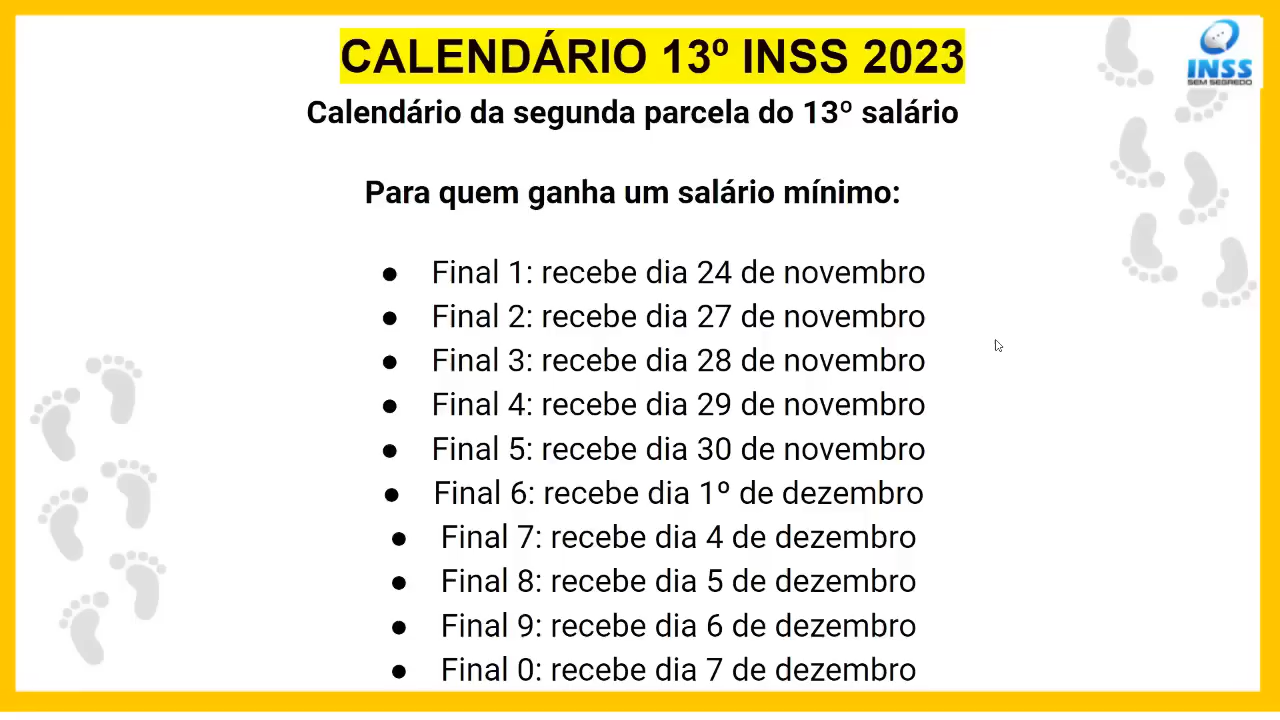 CALENDÁRIO 13º INSS 2023
INSS
SEM SEGREDO
Calendário da segunda parcela do 13º salário
Para quem ganha um salário mínimo:
● Final 1: recebe dia 24 de novembro
● Final 2: recebe dia 27 de novembro
● Final 3: recebe dia 28 de novembro
● Final 4: recebe dia 29 de novembro
● Final 5: recebe dia 30 de novembro
● Final 6: recebe dia 1º de dezembro
● Final 7: recebe dia 4 de dezembro
● Final 8: recebe dia 5 de dezembro
● Final 9: recebe dia 6 de dezembro
● Final 0: recebe dia 7 de dezembro